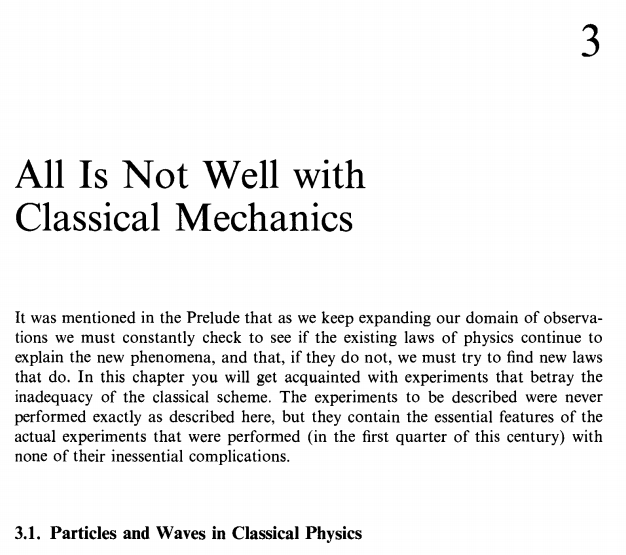 3
All Is Not Well with
Classical Mechanics
It was mentioned in the Prelude that as we keep expanding our domain of observa-
tions we must constantly check to see if the existing laws of physics continue to
explain the new phenomena, and that, if they do not, we must try to find new laws
that do. In this chapter you will get acquainted with experiments that betray the
inadequacy of the classical scheme. The experiments to be described were never
performed exactly as described here, but they contain the essential features of the
actual experiments that were performed (in the first quarter of this century) with
none of their inessential complications.
3.1. Particles and Waves in Classical Physics